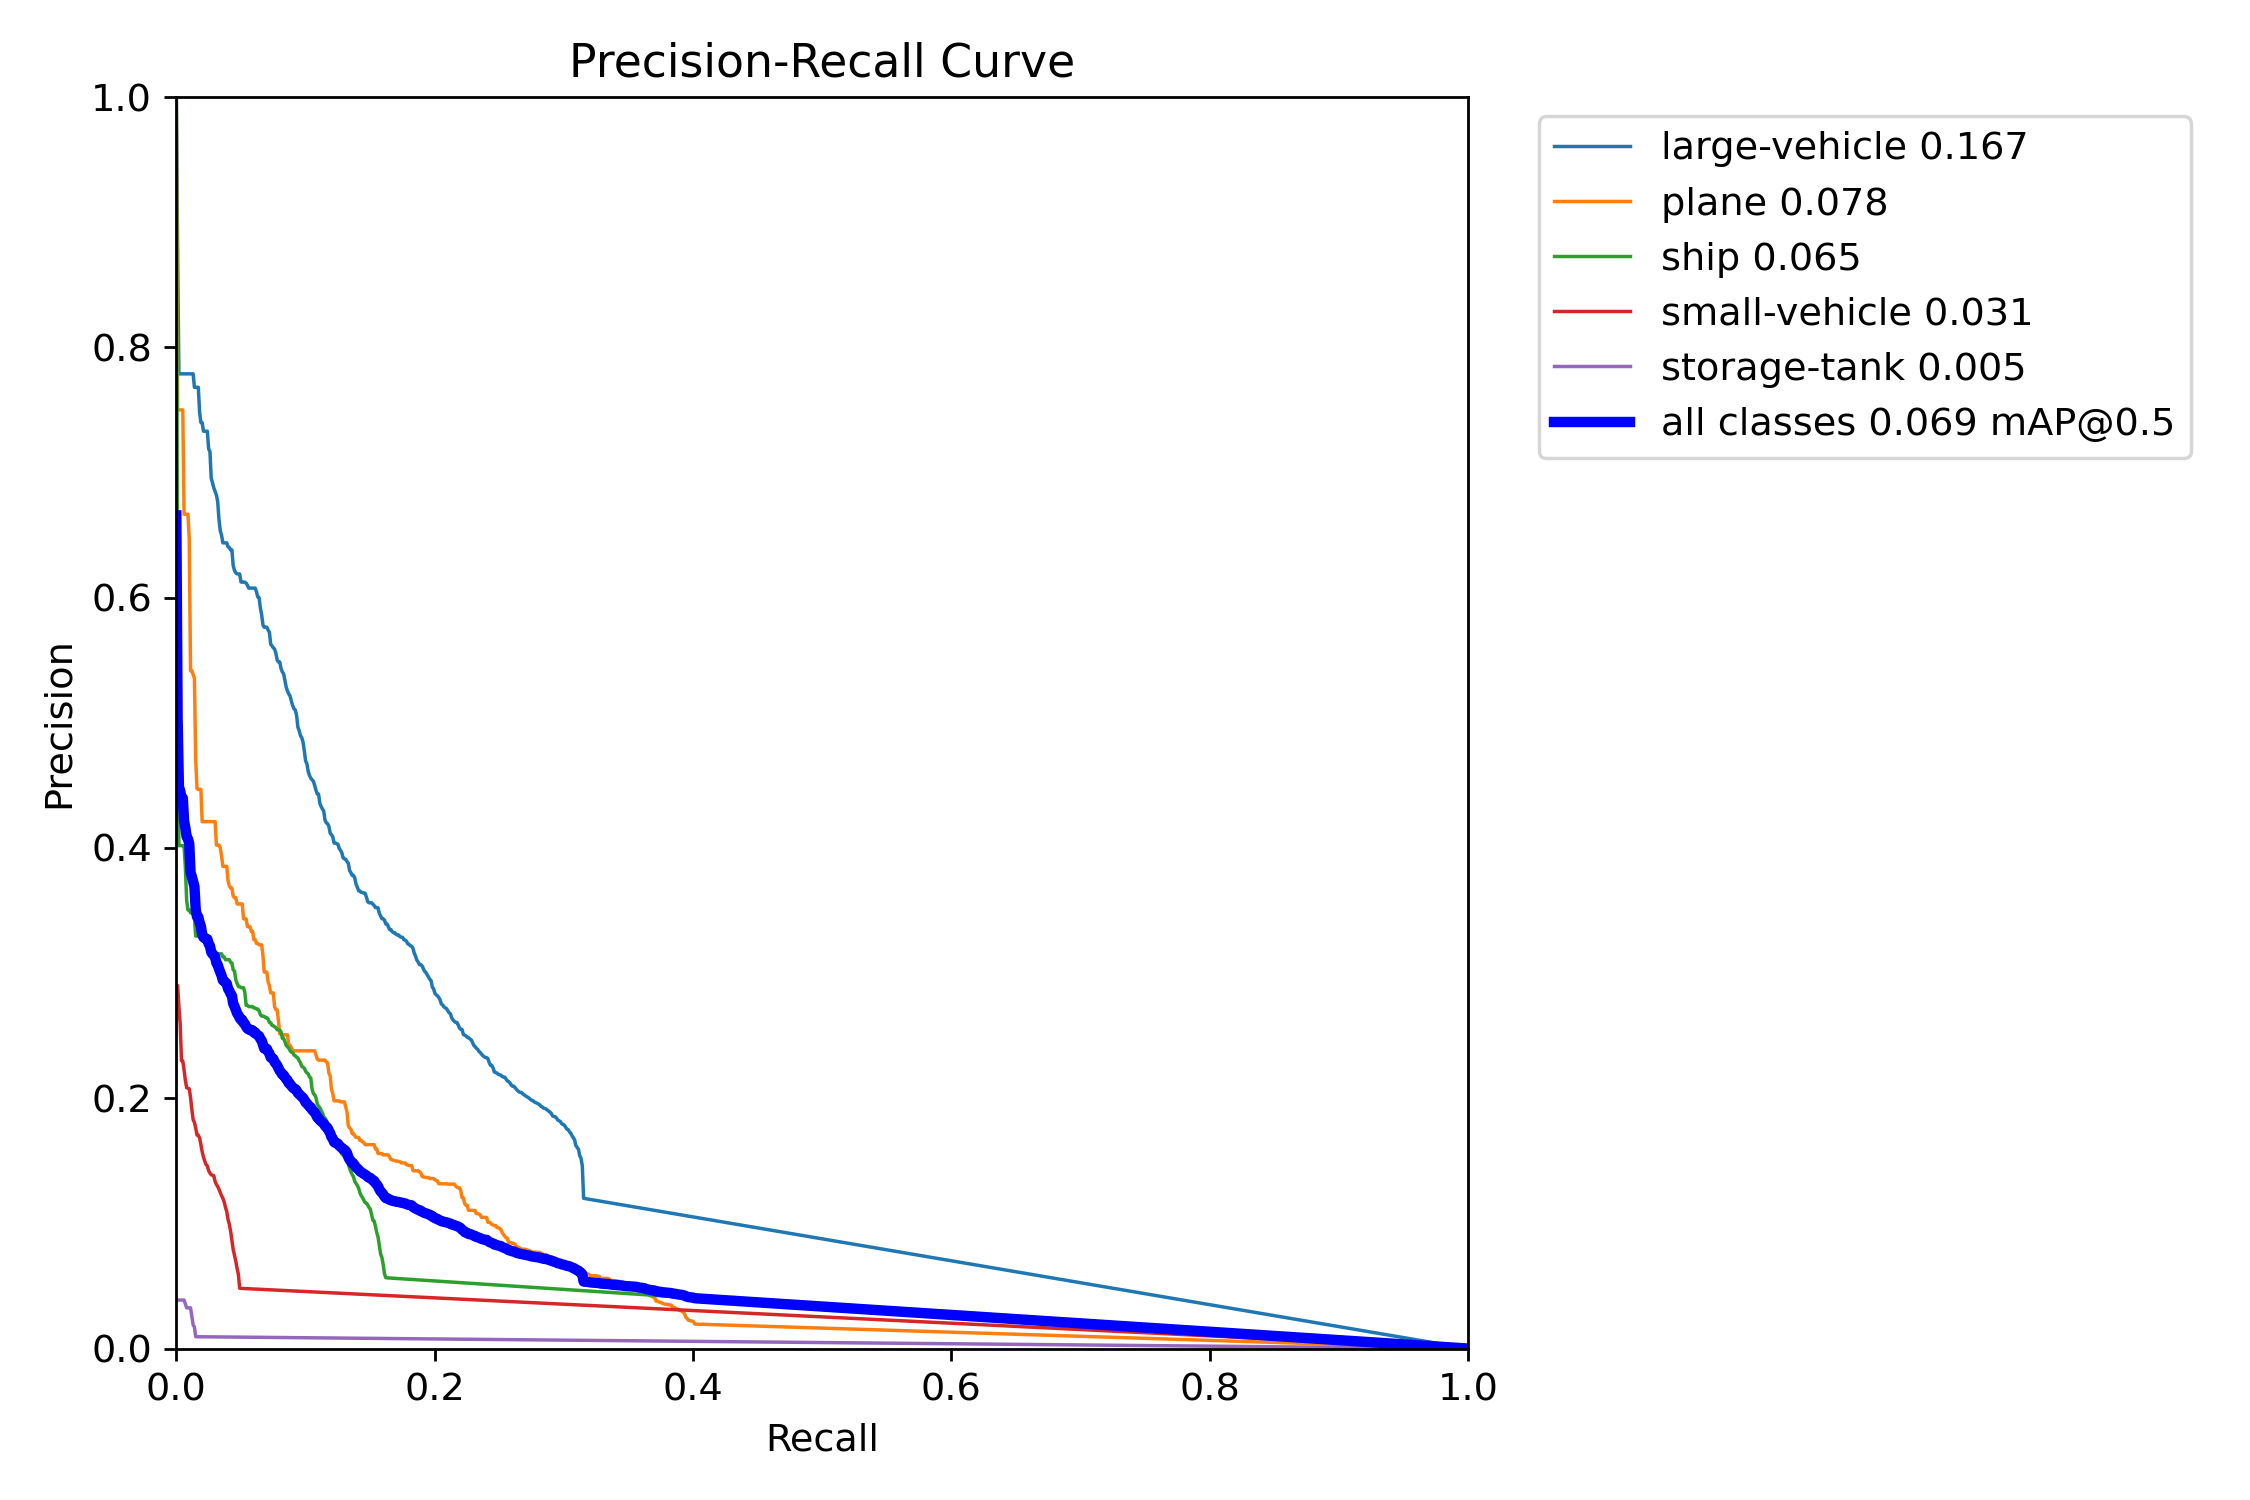 Precision-Recall Curve
large-vehicle 0.167
plane 0.078
ship 0.065
small-vehicle 0.031
storage-tank 0.005
all classes 0.069 mAP@0.5
Precision
1.0
0.8
0.6
0.4
0.2
0.0
0.0 0.2 0.4 0.6 0.8 1.0
Recall